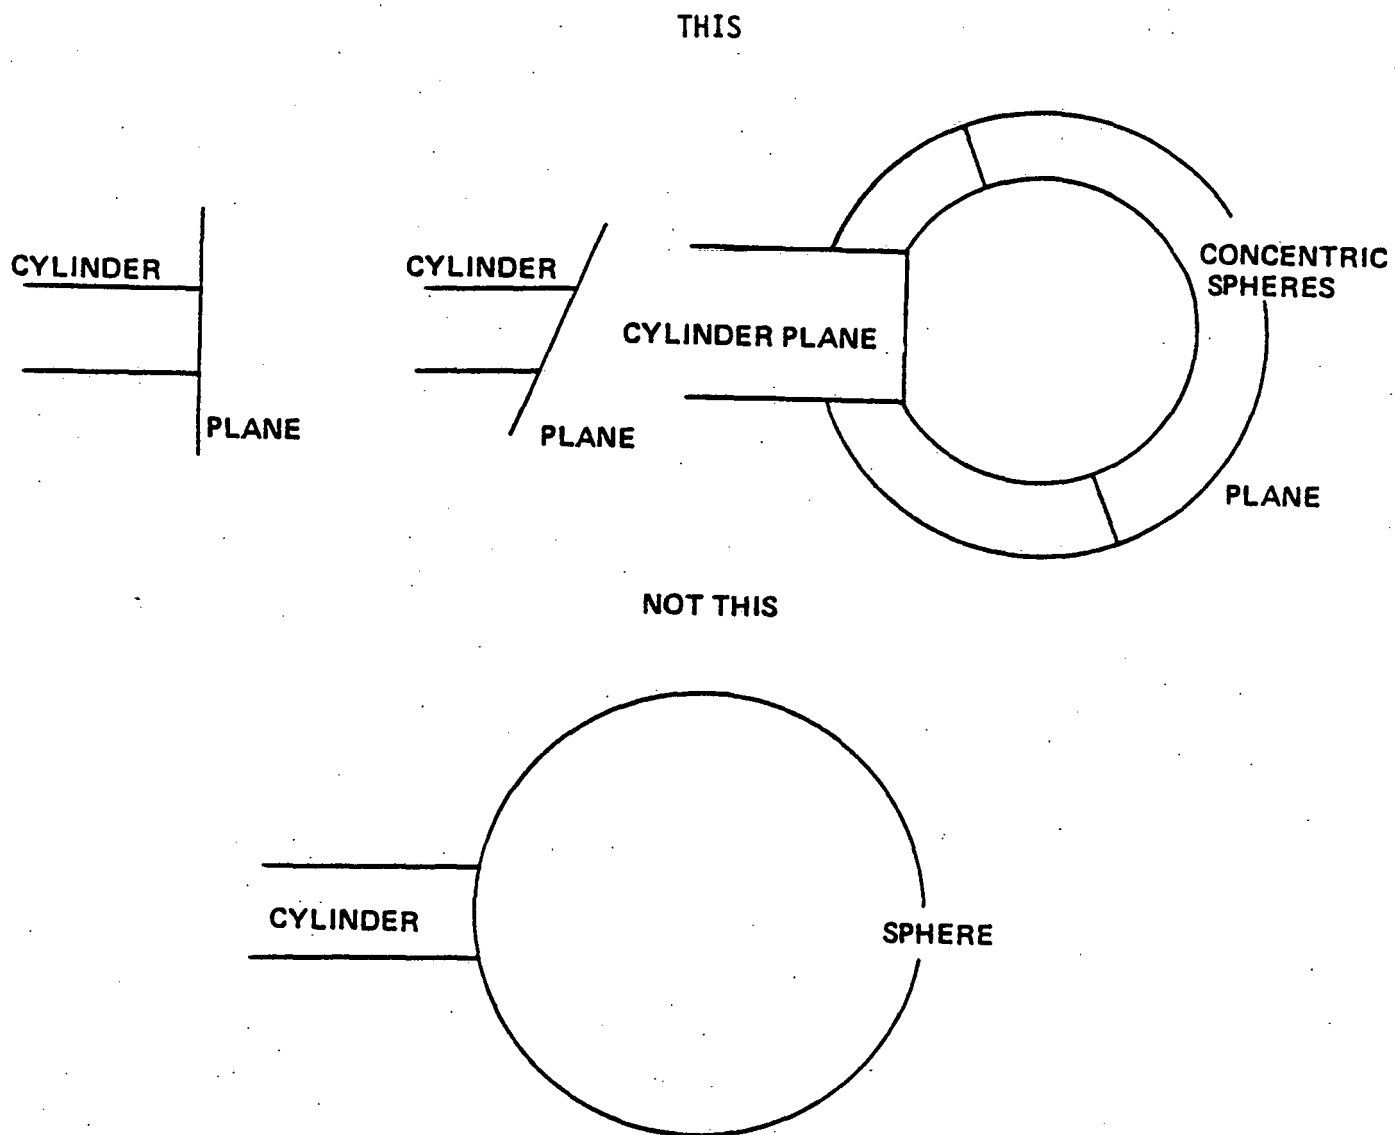 THIS
CYLINDER
PLANE
CYLINDER
PLANE
CYLINDER PLANE
CONCENTRIC
SPHERES
PLANE
NOT THIS
CYLINDER
SPHERE